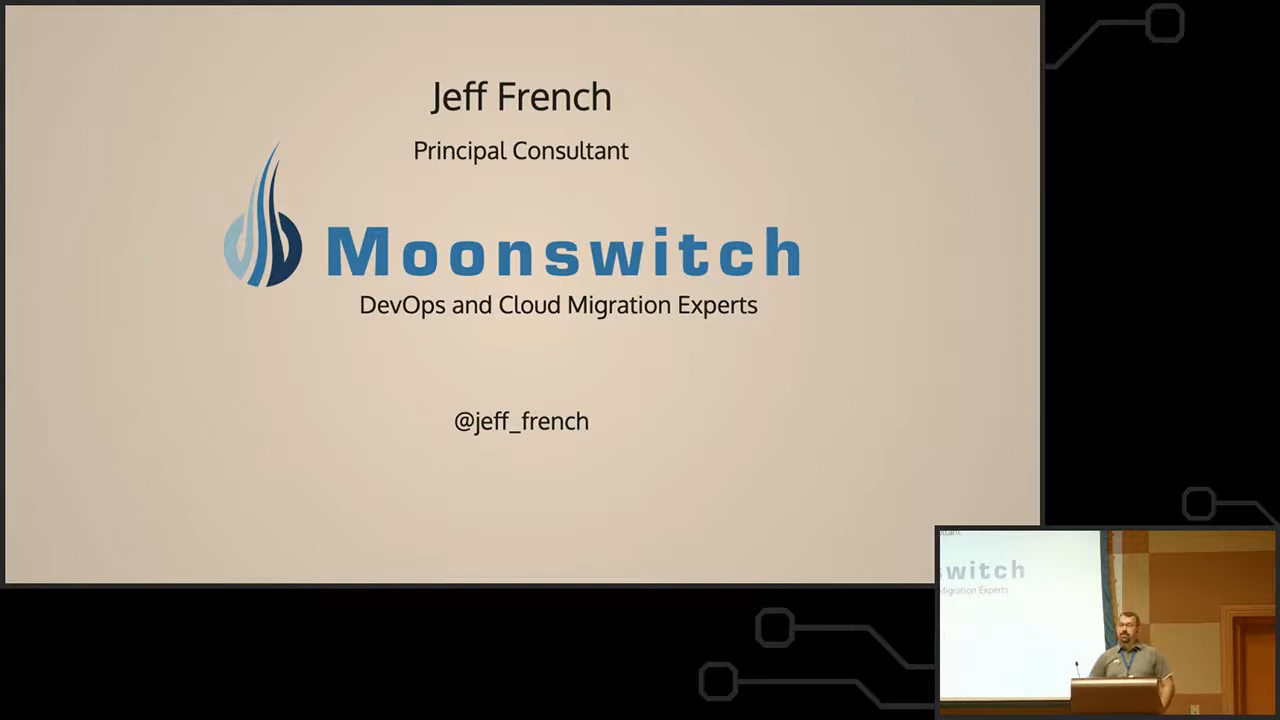 Jeff French
Principal Consultant
Moonswitch
DevOps and Cloud Migration Experts
@jeff_french
switch
Migration Experts